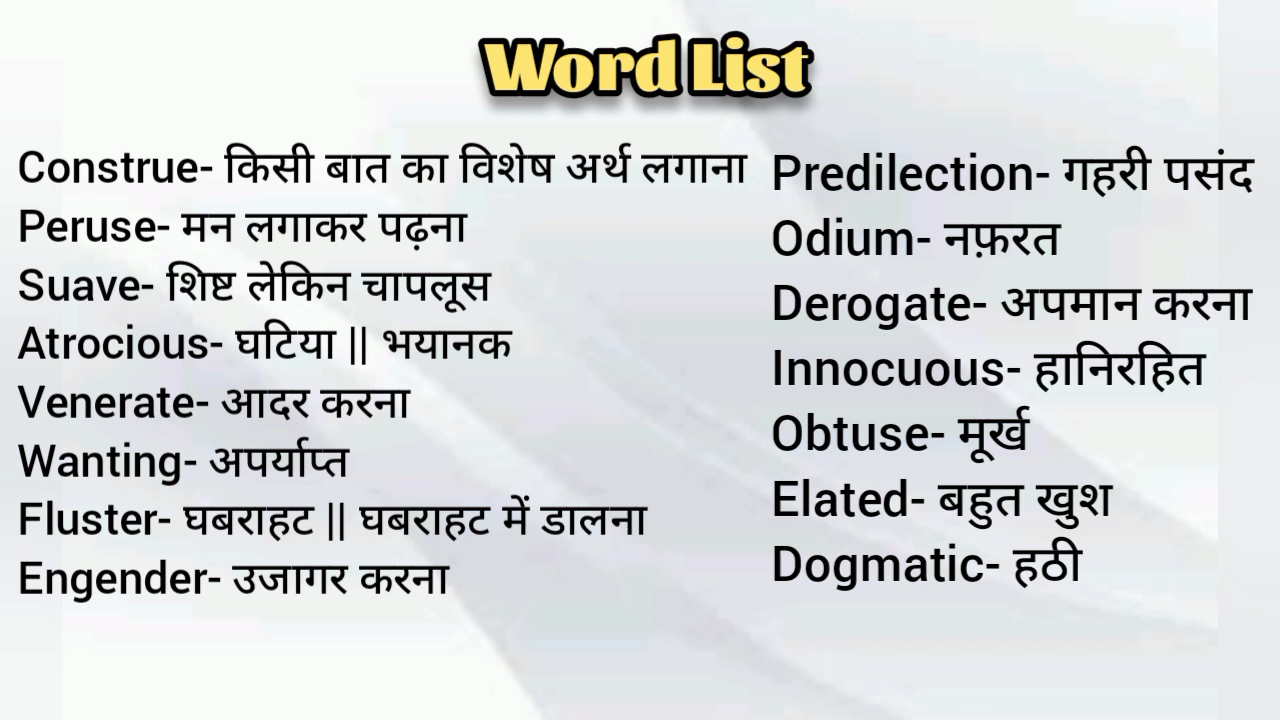 Word List
Construe- किसी बात का विशेष अर्थ लगाना
Peruse- मन लगाकर पढ़ना
Suave- शिष्ट लेकिन चापलूस
Atrocious- घटिया || भयानक
Venerate- आदर करना
Wanting- अपर्याप्त
Fluster- घबराहट || घबराहट में डालना
Engender- उजागर करना
Predilection- गहरी पसंद
Odium- नफ़रत
Derogate- अपमान करना
Innocuous- हानिरहित
Obtuse- मूर्ख
Elated- बहुत खुश
Dogmatic- हठी